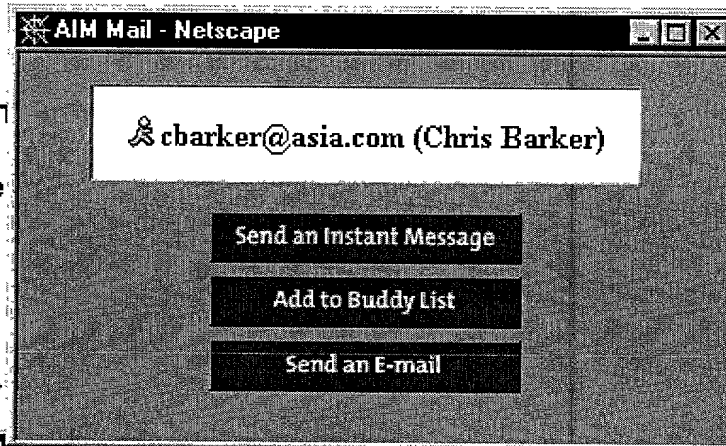 AIM Mail - Netscape
cbarker@asia.com (Chris Barker)
Send an Instant Message
Add to Buddy List
Send an E-mail